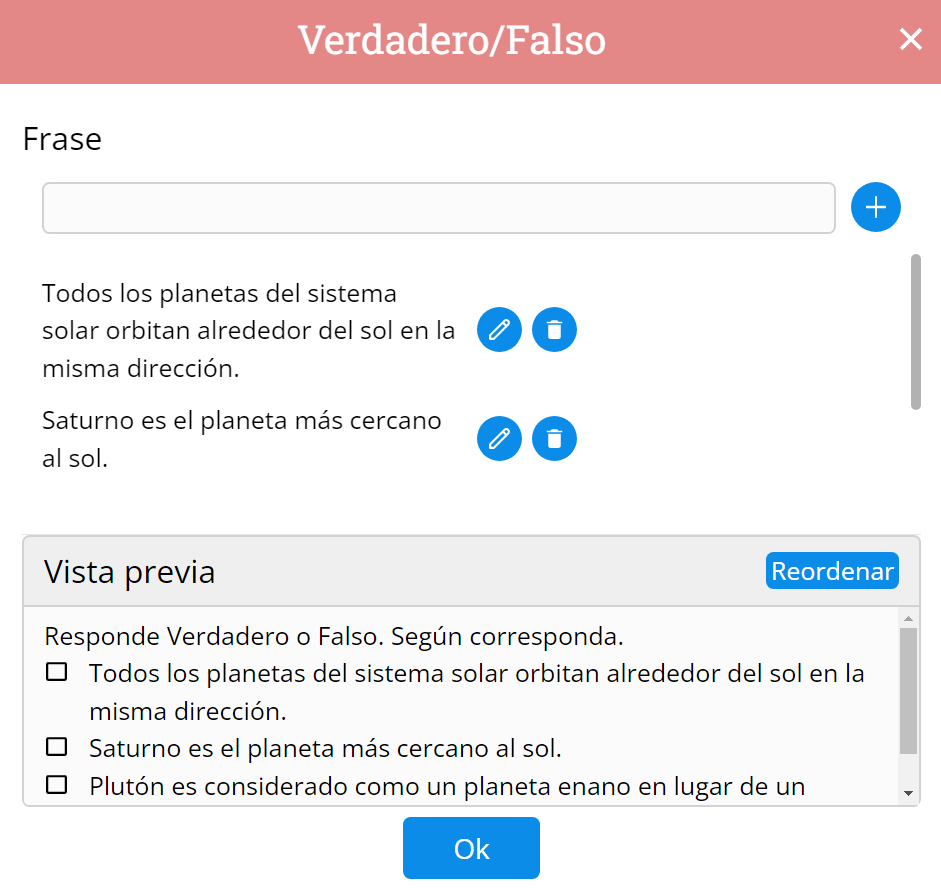 Verdadero/Falso
Frase
Todos los planetas del sistema
solar orbitan alrededor del sol en la
misma dirección.
Saturno es el planeta más cercano
al sol.
Vista previa
Reordenar
Responde Verdadero o Falso. Según corresponda.
Todos los planetas del sistema solar orbitan alrededor del sol en la
misma dirección.
Saturno es el planeta más cercano al sol.
Plutón es considerado como un planeta enano en lugar de un
Ok